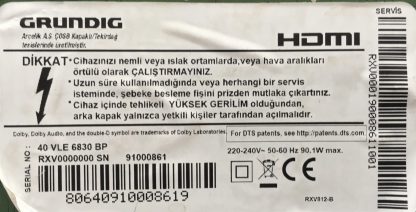 GRUNDIG
SERVİS
Arçelik A.Ş. ÇOSB Kapaklı/Tekirdağ
tesislerinde üretilmiştir.
HDMI
DİKKAT • Cihazınızı nemli veya ıslak ortamlarda,veya hava aralıkları
örtülü olarak ÇALIŞTIRMAYINIZ.
• Uzun süre kullanılmadığında veya herhangi bir servis
isteminde, şebeke besleme fişini prizden mutlaka çıkartınız.
• Cihaz içinde tehlikeli YÜKSEK GERİLİM olduğundan,
arka kapak yalnızca yetkili kişiler tarafından açılmalıdır.
Dolby, Dolby Audio, and the double-D symbol are trademarks of Dolby Laboratories.
For DTS patents, see http://patents.dts.com.
40 VLE 6830 BP
RXV0000000 SN 91000861
220-240V~ 50-60 Hz 90.1W max.
SERIAL NO :
80640910008619
RXV812-B
RXV000190008611001